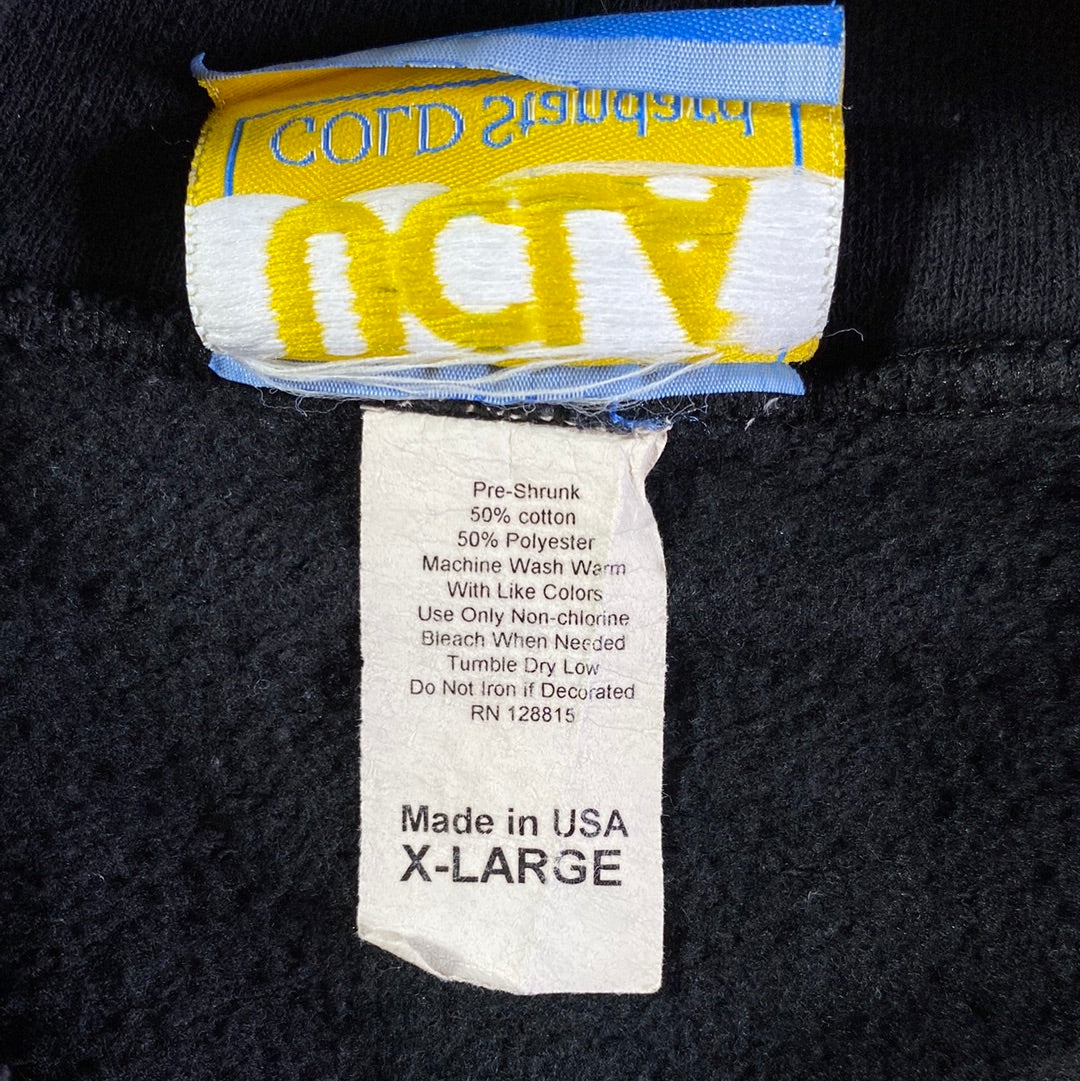 GOLD Standard
Pre-Shrunk
50% cotton
50% Polyester
Machine Wash Warm
With Like Colors
Use Only Non-chlorine
Bleach When Needed
Tumble Dry Low
Do Not Iron if Decorated
RN 128815
Made in USA
X-LARGE